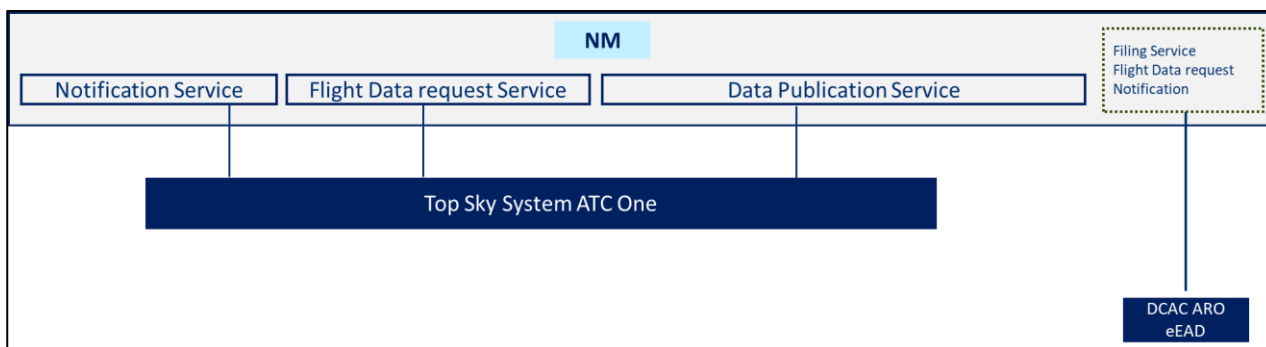 NM
Notification Service
Flight Data request Service
Data Publication Service
Filing Service
Flight Data request
Notification
Top Sky System ATC One
DCAC ARO
eEAD